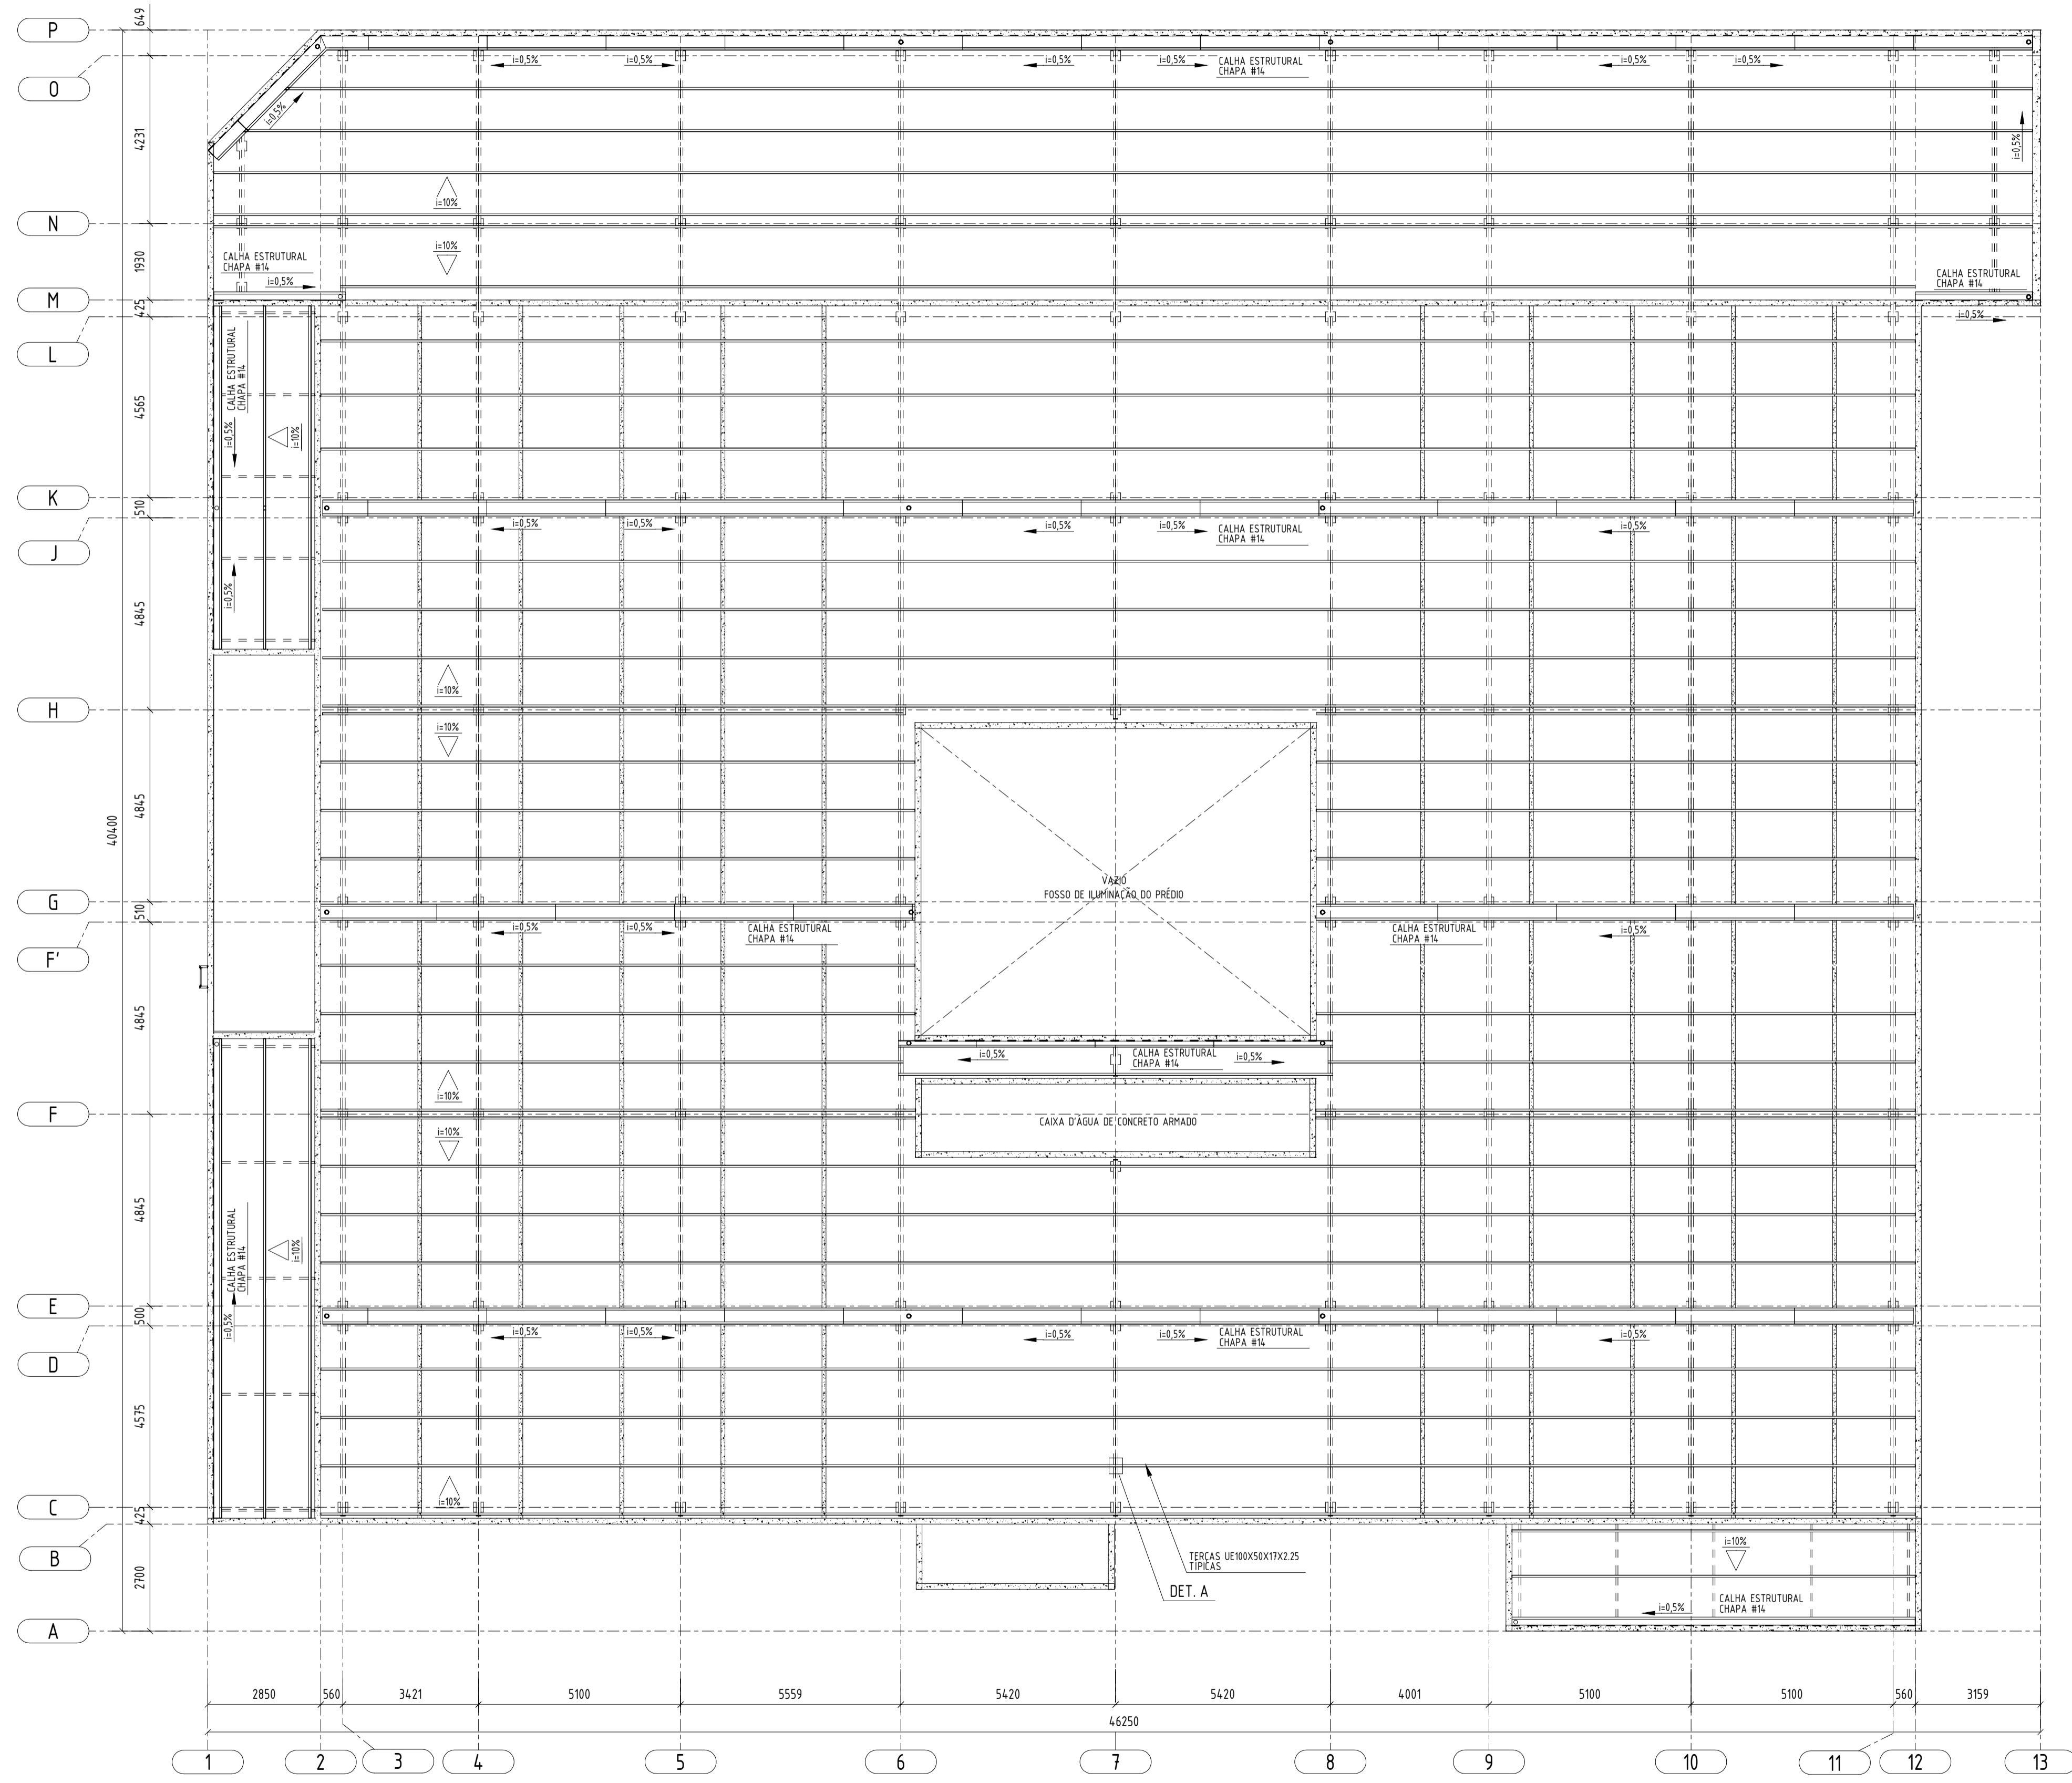 P
649
O
i=0,5%
i=0,5%
i=0,5%
i=0,5%
CALHA ESTRUTURAL
CHAPA #14
i=0,5%
i=0,5%
i=0,5%
4231
i=0,5%
i=10%
N
1930
i=10%
CALHA ESTRUTURAL
CHAPA #14
i=0,5%
CALHA ESTRUTURAL
CHAPA #14
M
425
i=0,5%
L
CALHA ESTRUTURAL
CHAPA #14
4565
i=0,5%
i=10%
K
510
i=0,5%
i=0,5%
i=0,5%
i=0,5%
CALHA ESTRUTURAL
CHAPA #14
i=0,5%
J
i=0,5%
4845
i=10%
H
i=10%
4845
40400
VAZIO
FOSSO DE ILUMINAÇÃO DO PRÉDIO
G
510
i=0,5%
i=0,5%
CALHA ESTRUTURAL
CHAPA #14
CALHA ESTRUTURAL
CHAPA #14
i=0,5%
F'
4845
i=0,5%
CALHA ESTRUTURAL
CHAPA #14
i=0,5%
i=10%
F
CAIXA D'ÁGUA DE CONCRETO ARMADO
i=10%
4845
CALHA ESTRUTURAL
CHAPA #14
i=10%
E
500
i=0,5%
i=0,5%
i=0,5%
i=0,5%
i=0,5%
CALHA ESTRUTURAL
CHAPA #14
i=0,5%
D
4575
i=10%
C
425
B
TERÇAS UE100X50X17X2.25
TÍPICAS
DET. A
i=10%
2700
CALHA ESTRUTURAL
CHAPA #14
i=0,5%
A
2850
560
3421
5100
5559
5420
5420
4001
5100
5100
560
3159
46250
1
2
3
4
5
6
7
8
9
10
11
12
13